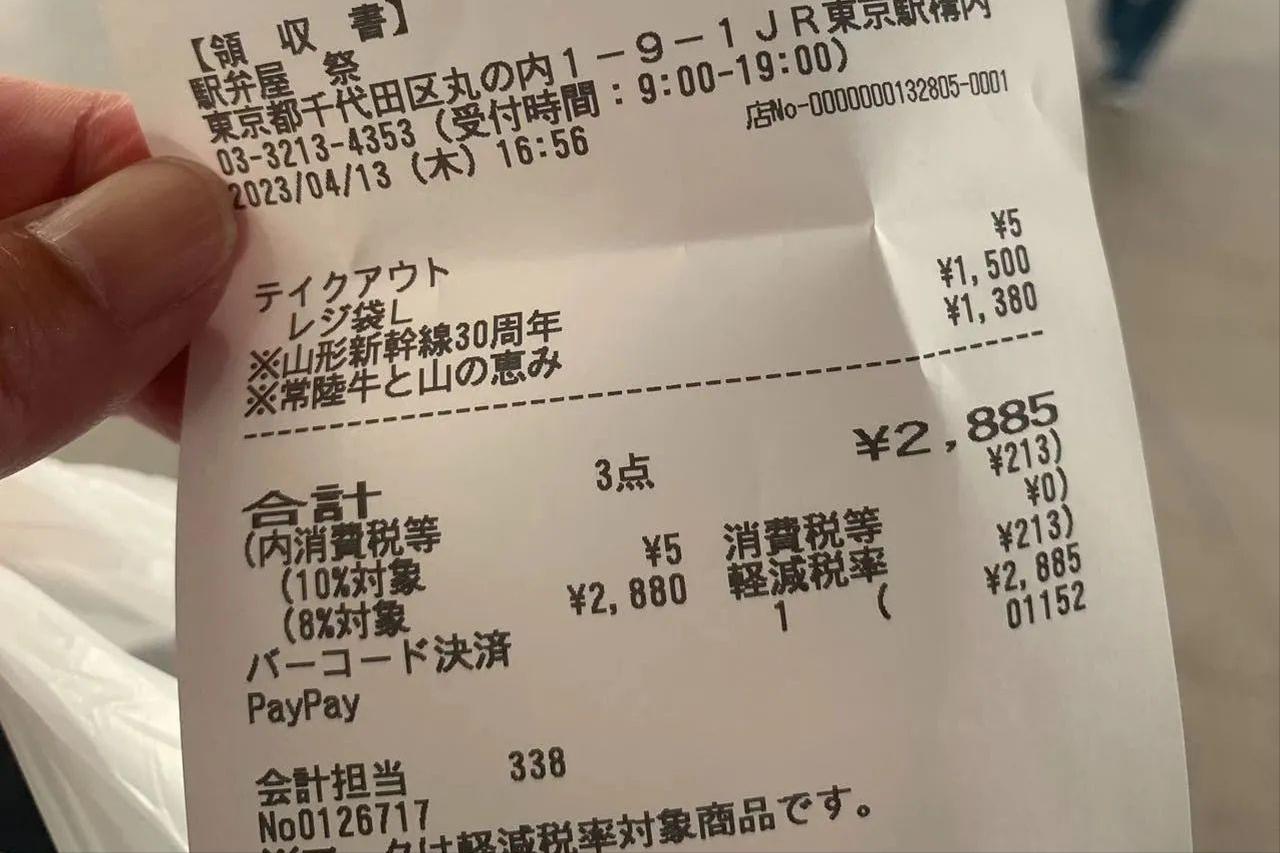 【領 収 書】
駅弁屋 祭
東京都千代田区丸の内1-9-1JR東京駅構内
03-3213-4353(受付時間:9:00-19:00)
2023/04/13(木)16:56 店No-0000000132805-0001
テイクアウト
レジ袋L ¥5
※山形新幹線30周年 ¥1,500
※常陸牛と山の恵み ¥1,380
合計 3点 ¥2,885
(内消費税等 ¥213)
(10%対象 ¥5 消費税等 ¥0)
(8%対象 ¥2,880 軽減税率 ¥213)
バーコード決済 1 ( ¥2,885
PayPay 01152
会計担当 338
No0126717
は軽減税率対象商品です。